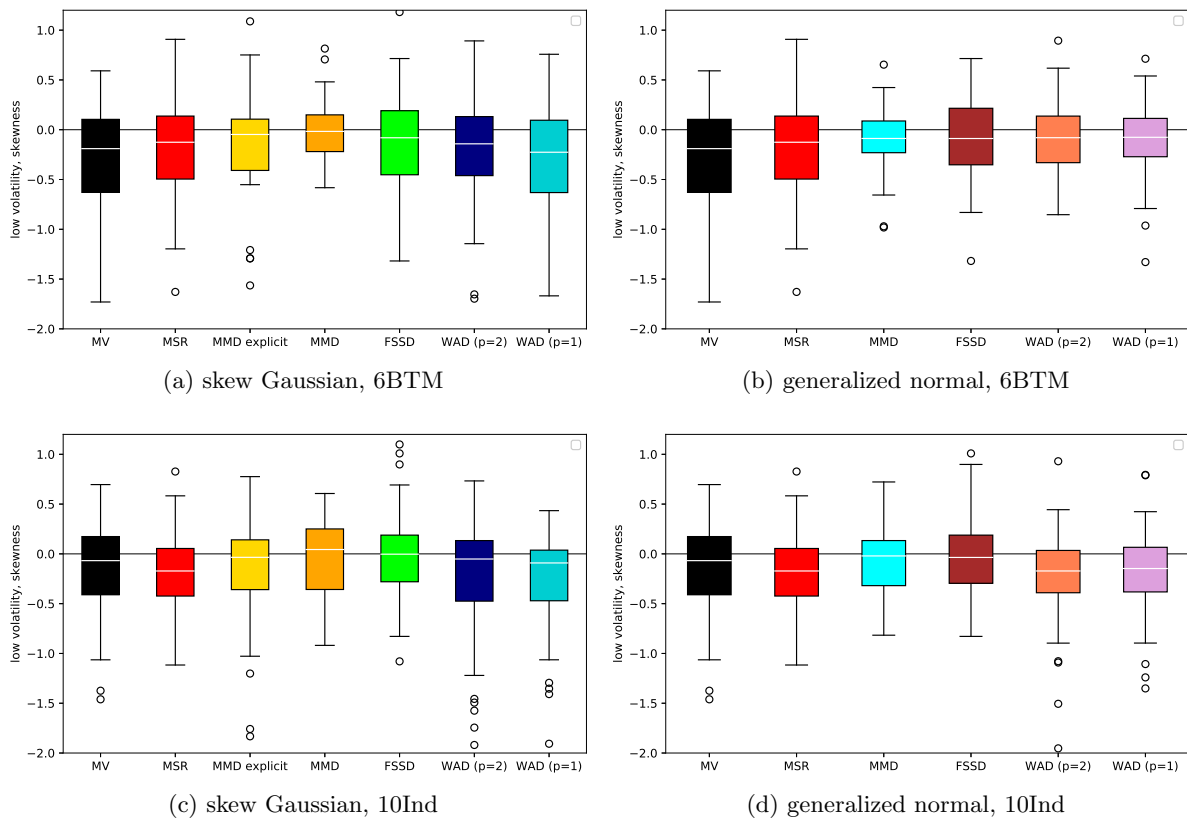 1.0
0.5
0.0
−0.5
−1.0
−1.5
−2.0
low volatility, skewness
MV MSR MMD explicit MMD FSSD WAD (p=2) WAD (p=1)
(a) skew Gaussian, 6BTM
1.0
0.5
0.0
−0.5
−1.0
−1.5
−2.0
low volatility, skewness
MV MSR MMD FSSD WAD (p=2) WAD (p=1)
(b) generalized normal, 6BTM
1.0
0.5
0.0
−0.5
−1.0
−1.5
−2.0
low volatility, skewness
MV MSR MMD explicit MMD FSSD WAD (p=2) WAD (p=1)
(c) skew Gaussian, 10Ind
1.0
0.5
0.0
−0.5
−1.0
−1.5
−2.0
low volatility, skewness
MV MSR MMD FSSD WAD (p=2) WAD (p=1)
(d) generalized normal, 10Ind